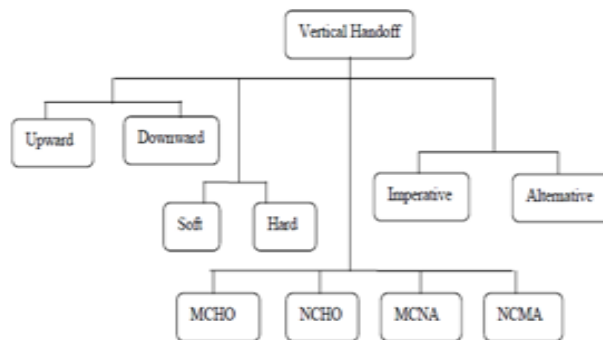 Vertical Handoff
Upward
Downward
Imperative
Alternative
Soft
Hard
MCHO
NCHO
MCNA
NCMA